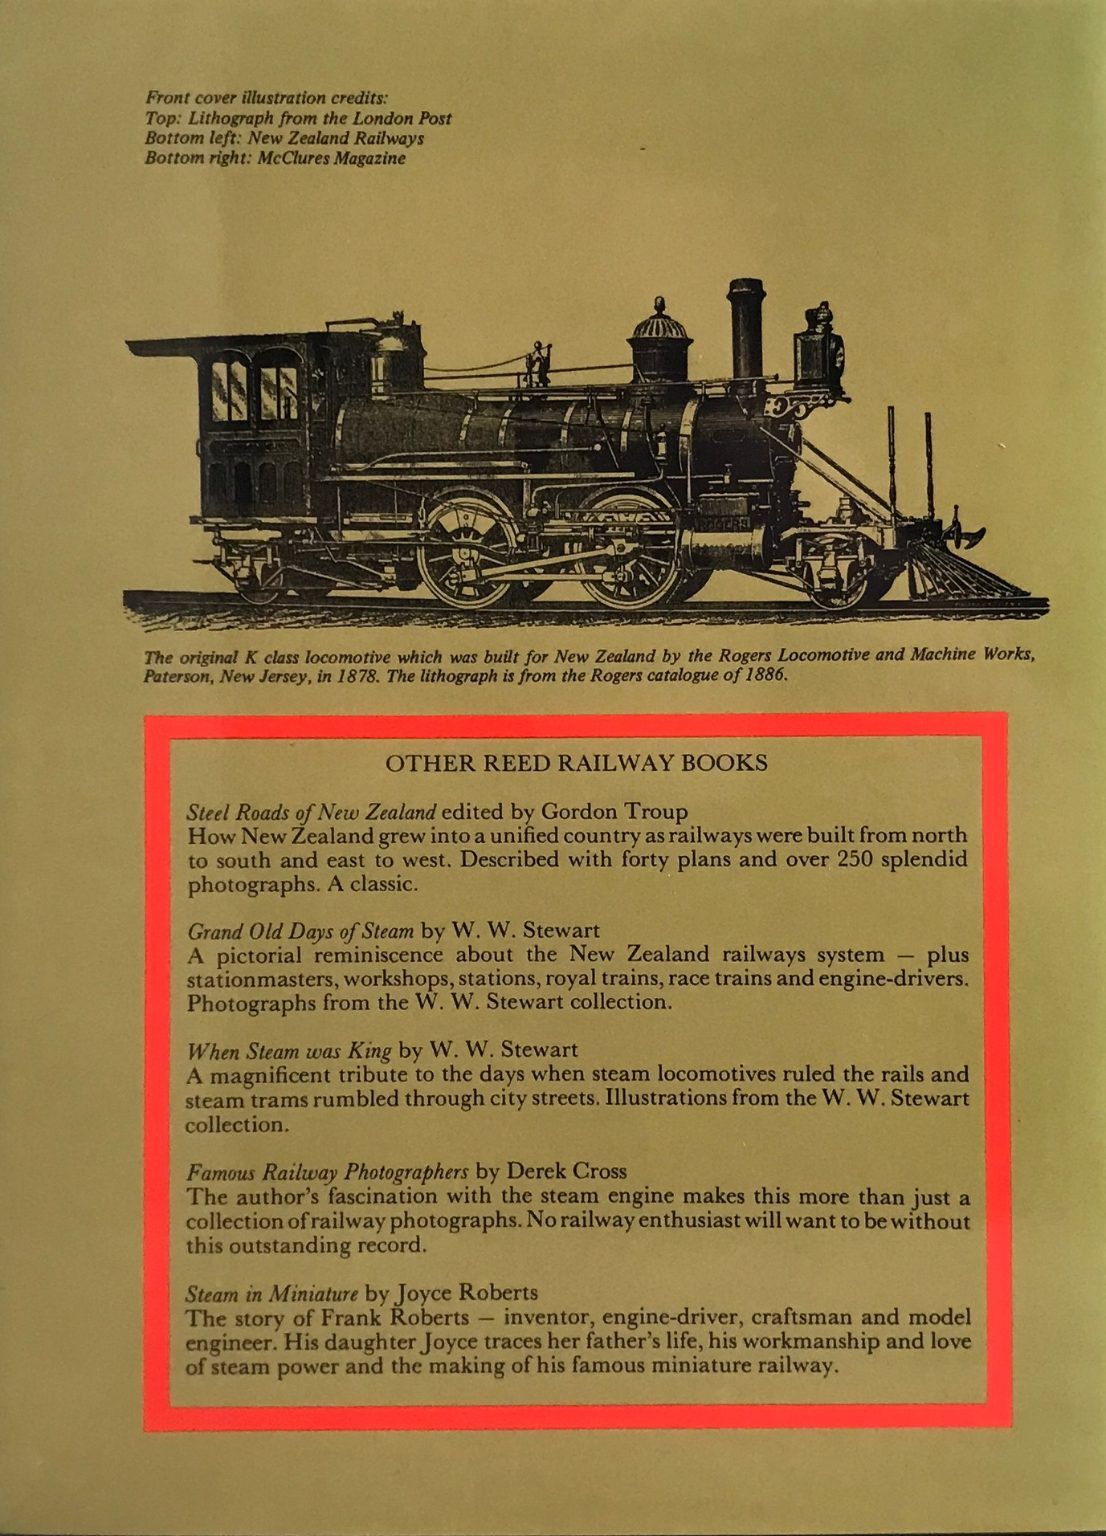 Front cover illustration credits:
Top: Lithograph from the London Post
Bottom left: New Zealand Railways
Bottom right: McClures Magazine
ROGERS
The original K class locomotive which was built for New Zealand by the Rogers Locomotive and Machine Works,
Paterson, New Jersey, in 1878. The lithograph is from the Rogers catalogue of 1886.
OTHER REED RAILWAY BOOKS
Steel Roads of New Zealand edited by Gordon Troup
How New Zealand grew into a unified country as railways were built from north
to south and east to west. Described with forty plans and over 250 splendid
photographs. A classic.
Grand Old Days of Steam by W. W. Stewart
A pictorial reminiscence about the New Zealand railways system — plus
stationmasters, workshops, stations, royal trains, race trains and engine-drivers.
Photographs from the W. W. Stewart collection.
When Steam was King by W. W. Stewart
A magnificent tribute to the days when steam locomotives ruled the rails and
steam trams rumbled through city streets. Illustrations from the W. W. Stewart
collection.
Famous Railway Photographers by Derek Cross
The author's fascination with the steam engine makes this more than just a
collection of railway photographs. No railway enthusiast will want to be without
this outstanding record.
Steam in Miniature by Joyce Roberts
The story of Frank Roberts — inventor, engine-driver, craftsman and model
engineer. His daughter Joyce traces her father's life, his workmanship and love
of steam power and the making of his famous miniature railway.